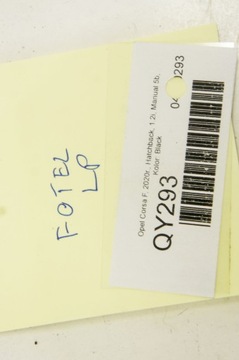 FOTEL
LP
Opel Corsa F, 2020r., Hatchback, 1.2i, Manual 5b,
Kolor: Black
QY293